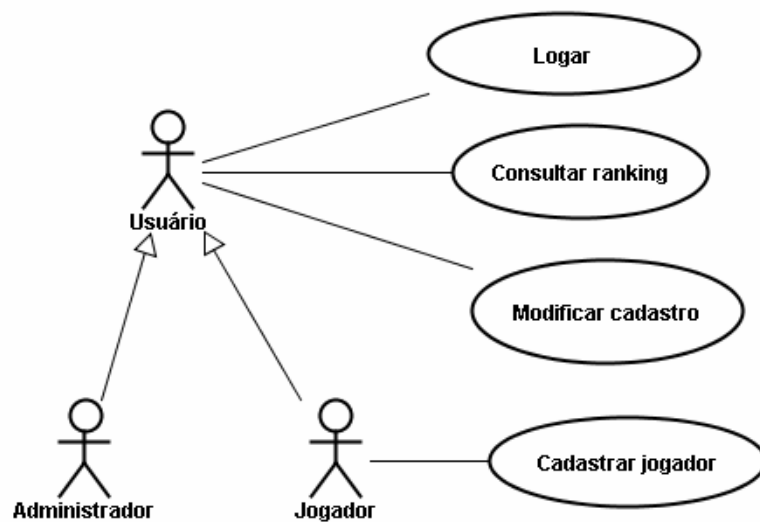 Logar
Consultar ranking
Usuário
Modificar cadastro
Cadastrar jogador
Administrador
Jogador